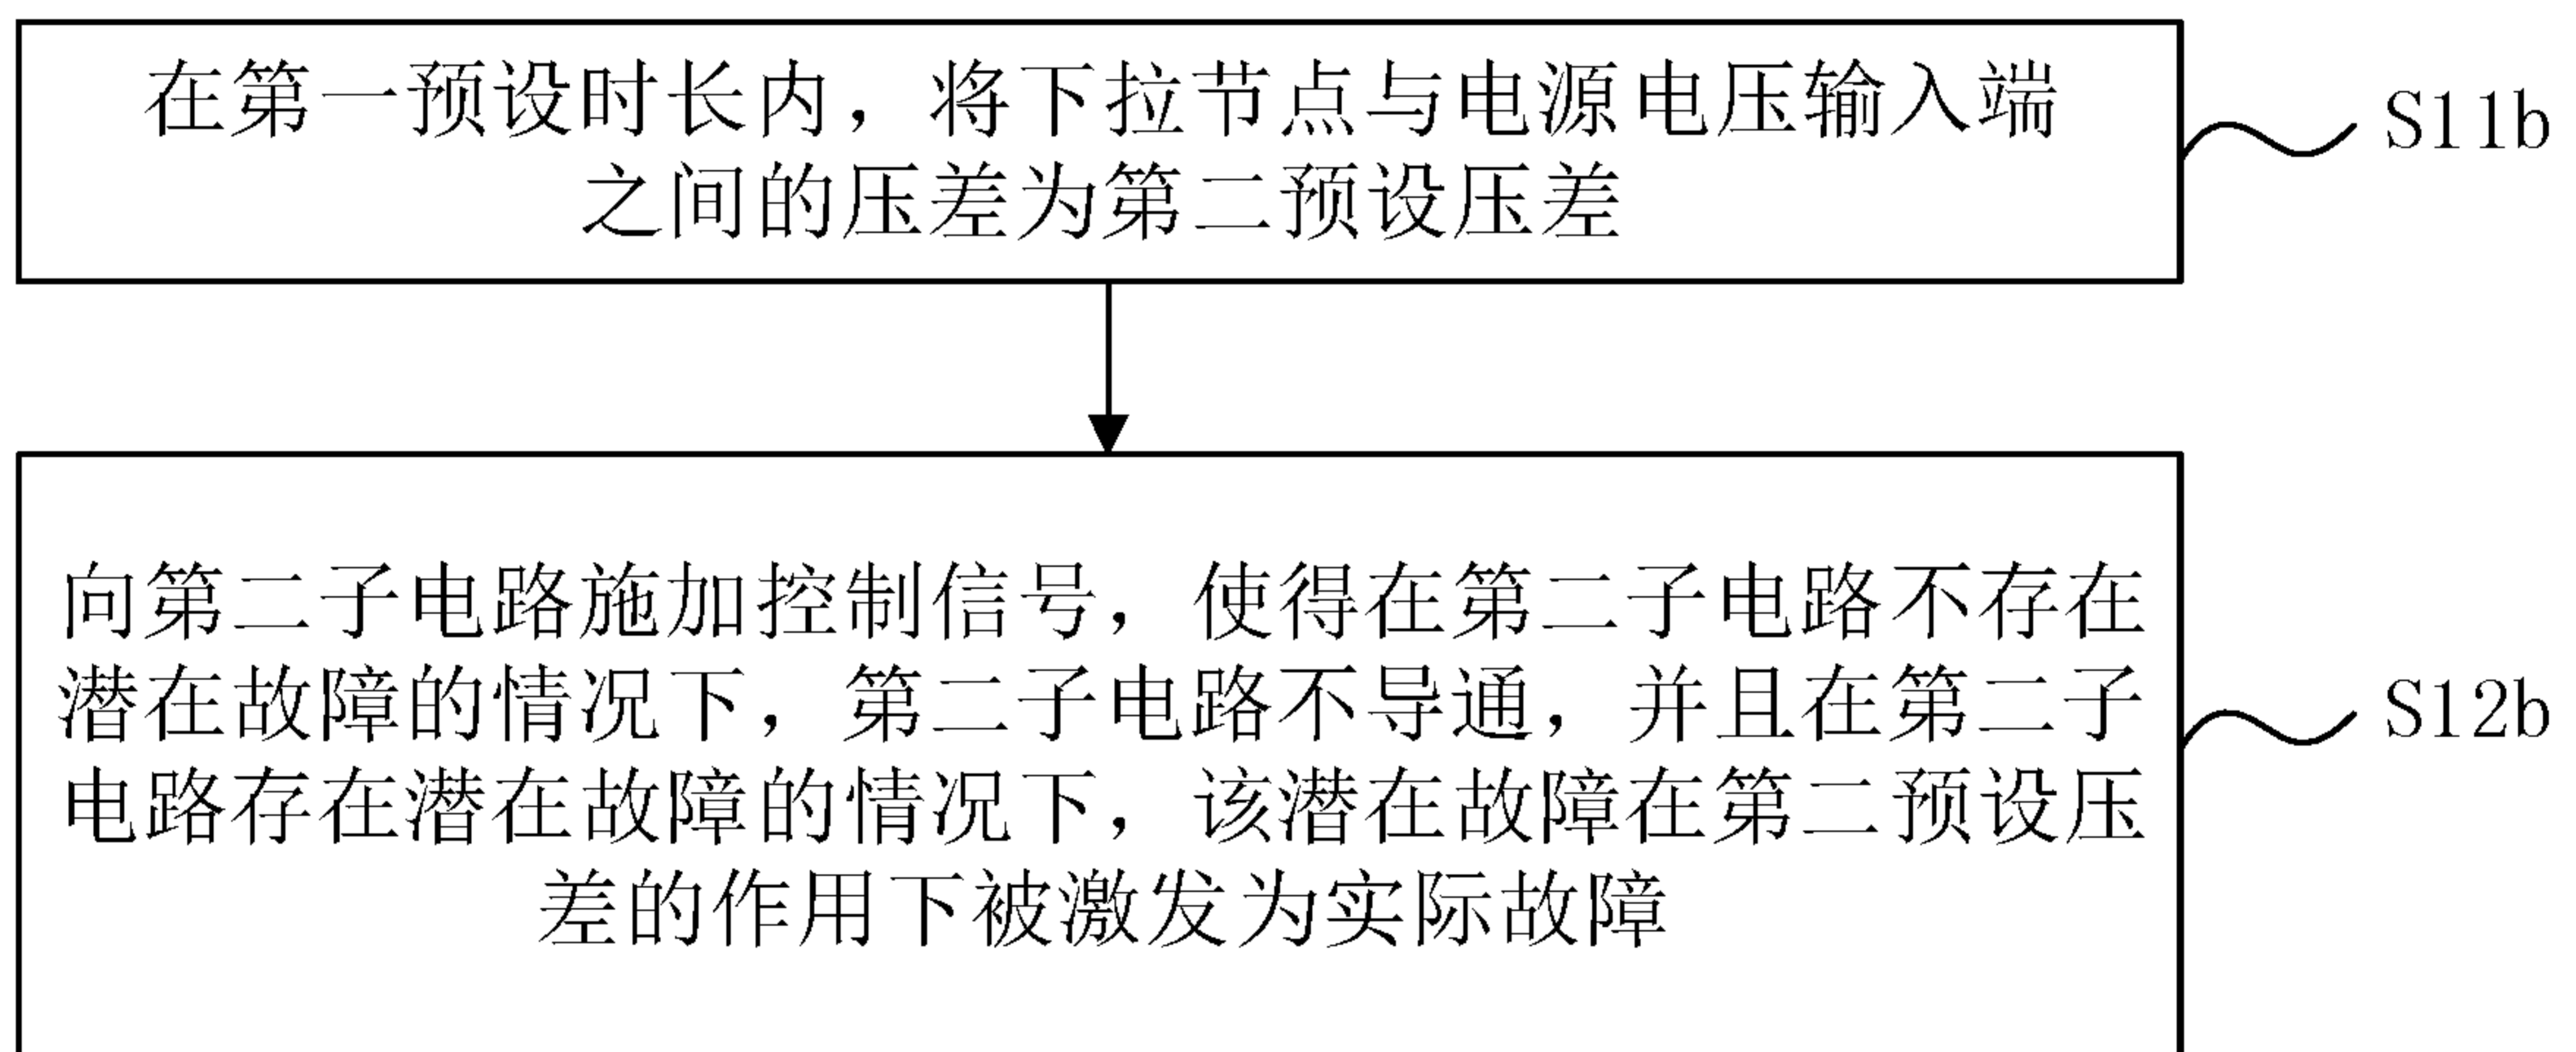 在第一预设时长内，将下拉节点与电源电压输入端
之间的压差为第二预设压差
S11b
向第二子电路施加控制信号，使得在第二子电路不存在
潜在故障的情况下，第二子电路不导通，并且在第二子
电路存在潜在故障的情况下，该潜在故障在第二预设压
差的作用下被激发为实际故障
S12b